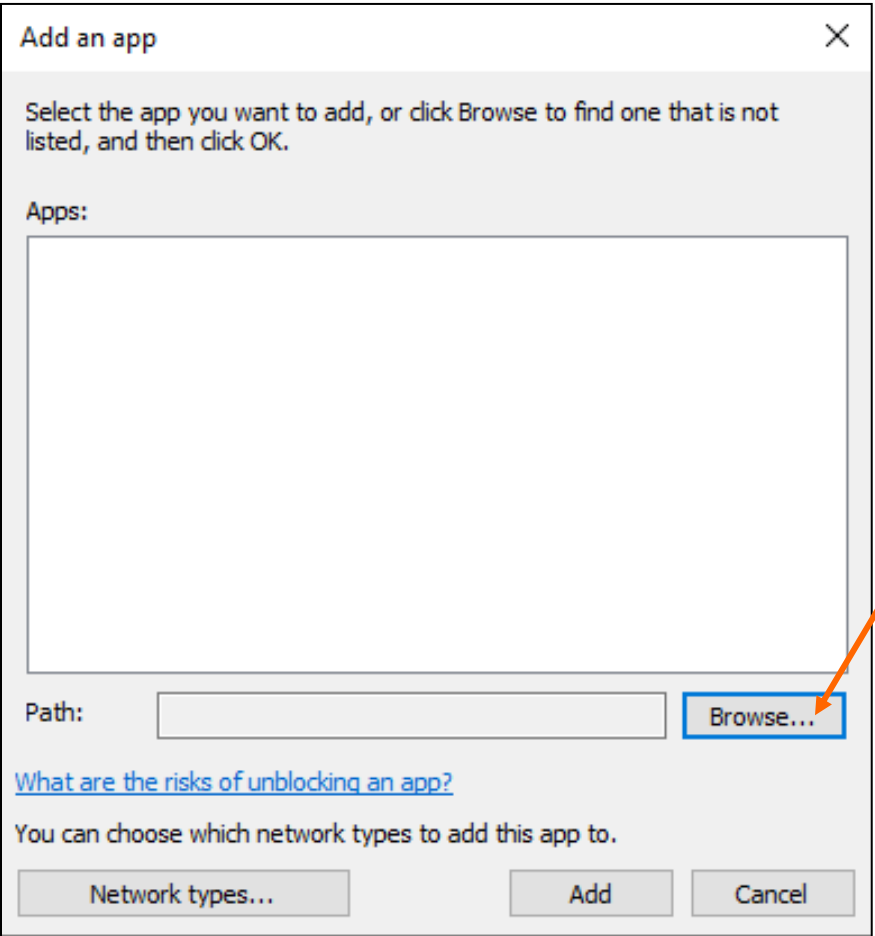 Add an app
Select the app you want to add, or click Browse to find one that is not
listed, and then click OK.
Apps:
Path:
Browse...
What are the risks of unblocking an app?
You can choose which network types to add this app to.
Network types...
Add
Cancel